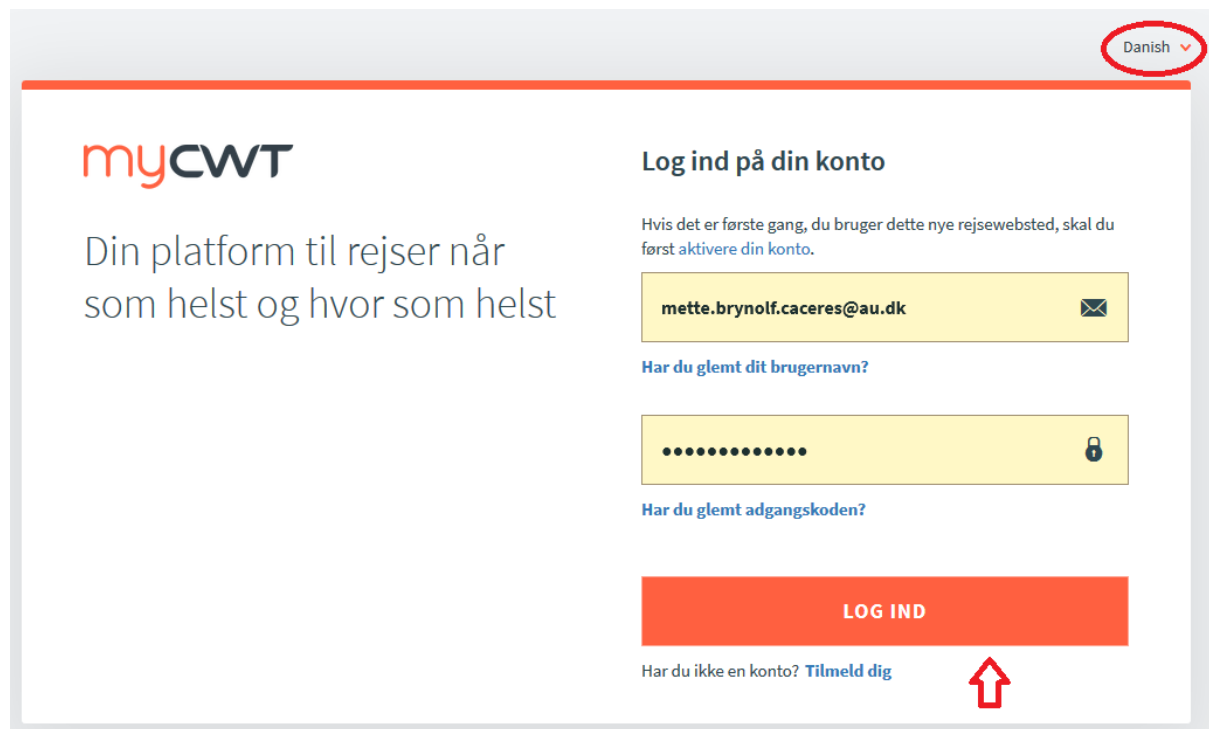 Danish
mycwt
Din platform til rejser når
som helst og hvor som helst
Log ind på din konto
Hvis det er første gang, du bruger dette nye rejsewebsted, skal du
først aktivere din konto.
mette.brynolf.caceres@au.dk
Har du glemt dit brugernavn?
•••••••••••••
Har du glemt adgangskoden?
LOG IND
Har du ikke en konto? Tilmeld dig